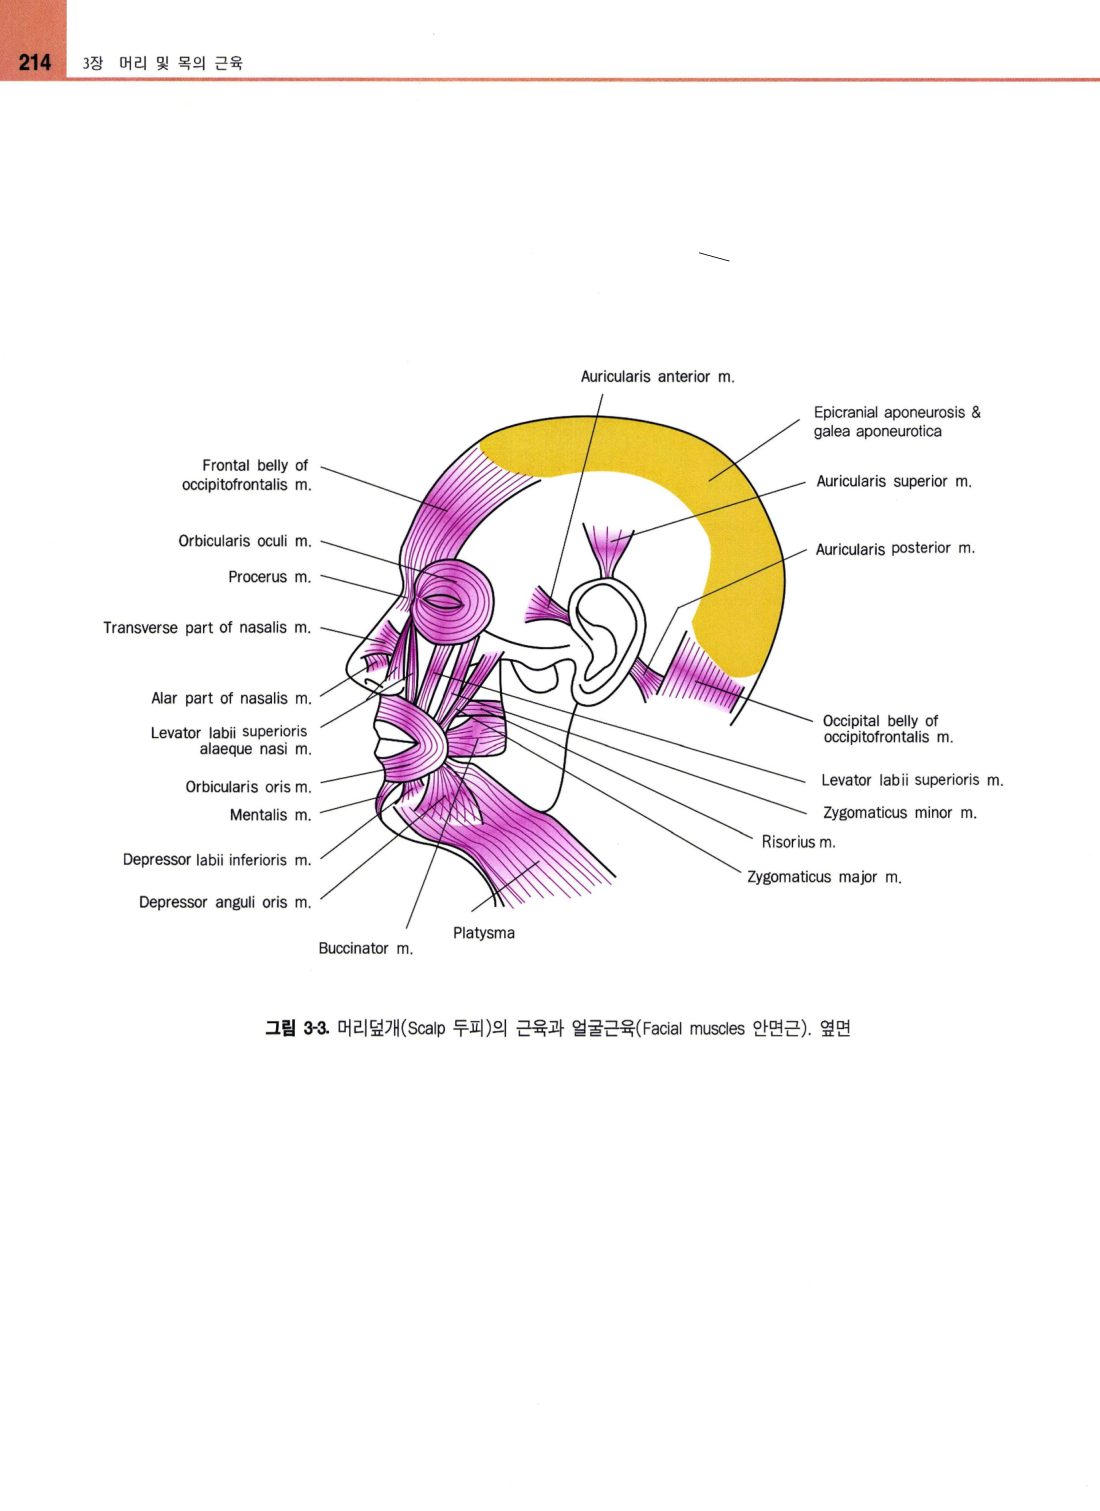 214 3장 머리 및 목의 근육
Auricularis anterior m.
Epicranial aponeurosis &
galea aponeurotica
Frontal belly of
occipitofrontalis m.
Auricularis superior m.
Orbicularis oculi m.
Auricularis posterior m.
Procerus m.
Transverse part of nasalis m.
Alar part of nasalis m.
Levator labii superioris
alaeque nasi m.
Occipital belly of
occipitofrontalis m.
Orbicularis oris m.
Levator labii superioris m.
Mentalis m.
Zygomaticus minor m.
Risorius m.
Depressor labii inferioris m.
Zygomaticus major m.
Depressor anguli oris m.
Platysma
Buccinator m.
그림 3-3. 머리덮개(Scalp 두피)의 근육과 얼굴근육(Facial muscles 안면근). 옆면